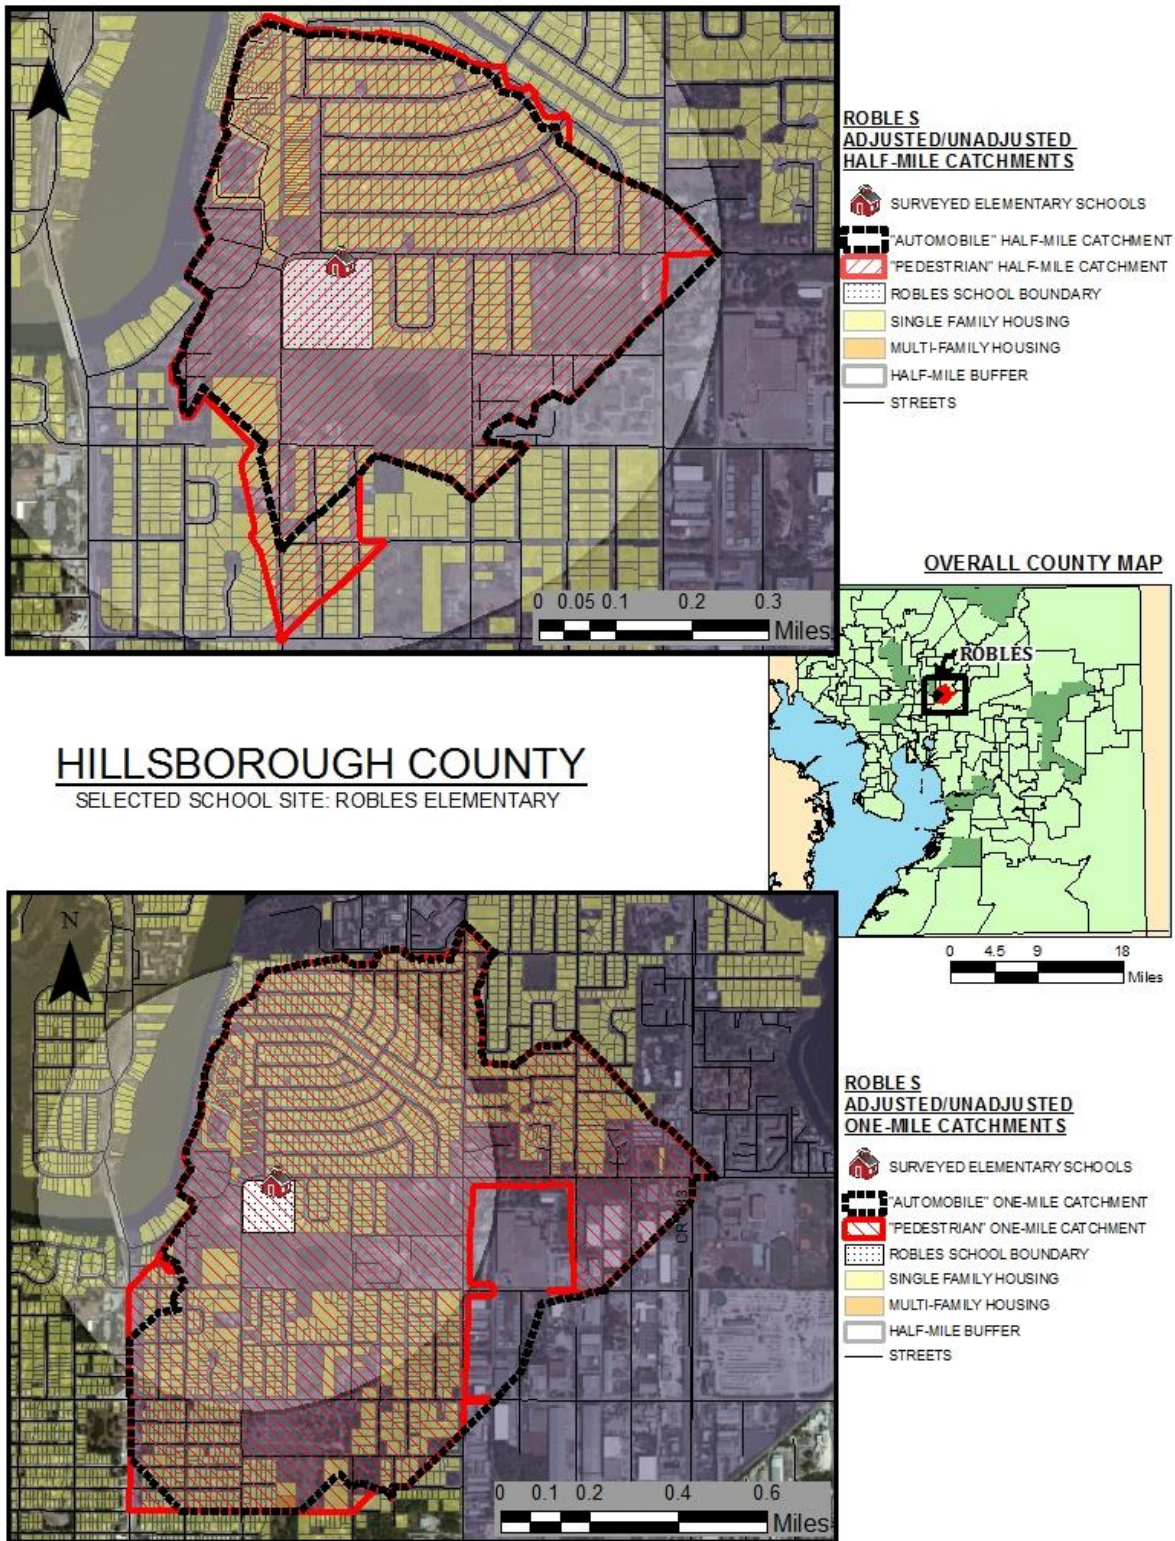 N
ROBLES
ADJUSTED/UNADJUSTED
HALF-MILE CATCHMENTS
SURVEYED ELEMENTARY SCHOOLS
"AUTOMOBILE" HALF-MILE CATCHMENT
"PEDESTRIAN" HALF-MILE CATCHMENT
ROBLES SCHOOL BOUNDARY
SINGLE FAMILY HOUSING
MULTI-FAMILY HOUSING
HALF-MILE BUFFER
STREETS
0 0.05 0.1 0.2 0.3
Miles
OVERALL COUNTY MAP
ROBLES
0 4.5 9 18
Miles
HILLSBOROUGH COUNTY
SELECTED SCHOOL SITE: ROBLES ELEMENTARY
N
0 0.1 0.2 0.4 0.6
Miles
ROBLES
ADJUSTED/UNADJUSTED
ONE-MILE CATCHMENTS
SURVEYED ELEMENTARY SCHOOLS
"AUTOMOBILE" ONE-MILE CATCHMENT
"PEDESTRIAN" ONE-MILE CATCHMENT
ROBLES SCHOOL BOUNDARY
SINGLE FAMILY HOUSING
MULTI-FAMILY HOUSING
HALF-MILE BUFFER
STREETS